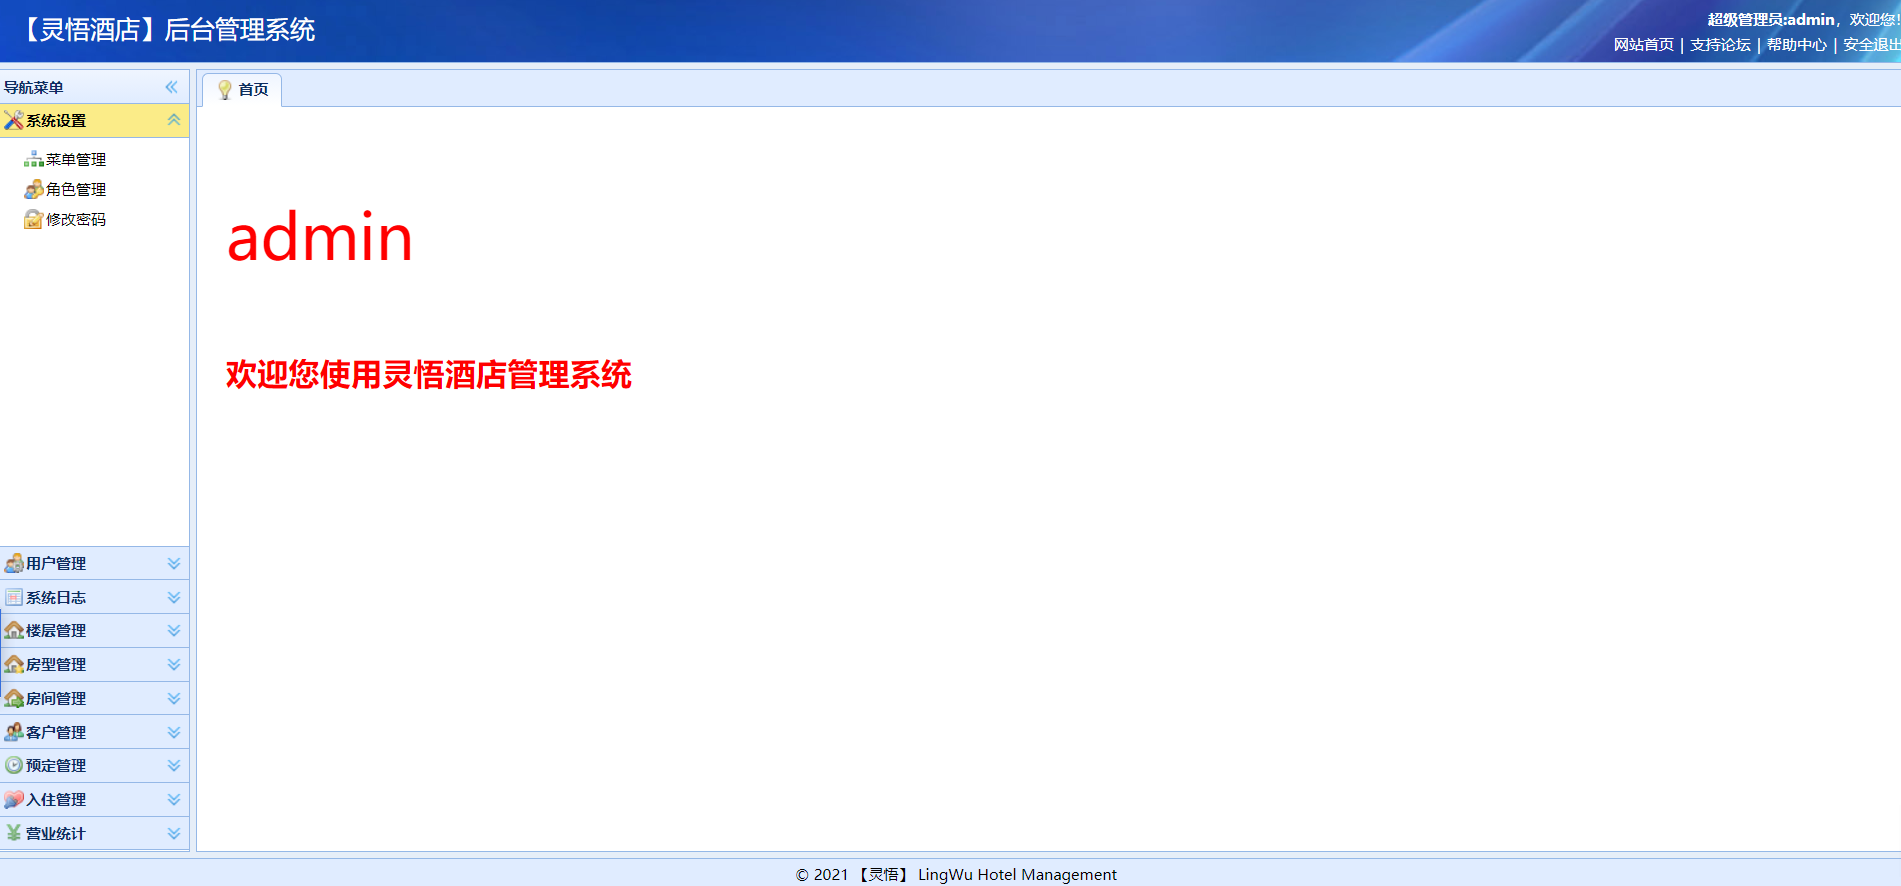 【灵悟酒店】后台管理系统
超级管理员:admin，欢迎您!
网站首页 | 支持论坛 | 帮助中心 | 安全退出
导航菜单
首页
系统设置
菜单管理
角色管理
修改密码
admin
欢迎您使用灵悟酒店管理系统
用户管理
系统日志
楼层管理
房型管理
房间管理
客户管理
预定管理
入住管理
营业统计
© 2021 【灵悟】 LingWu Hotel Management